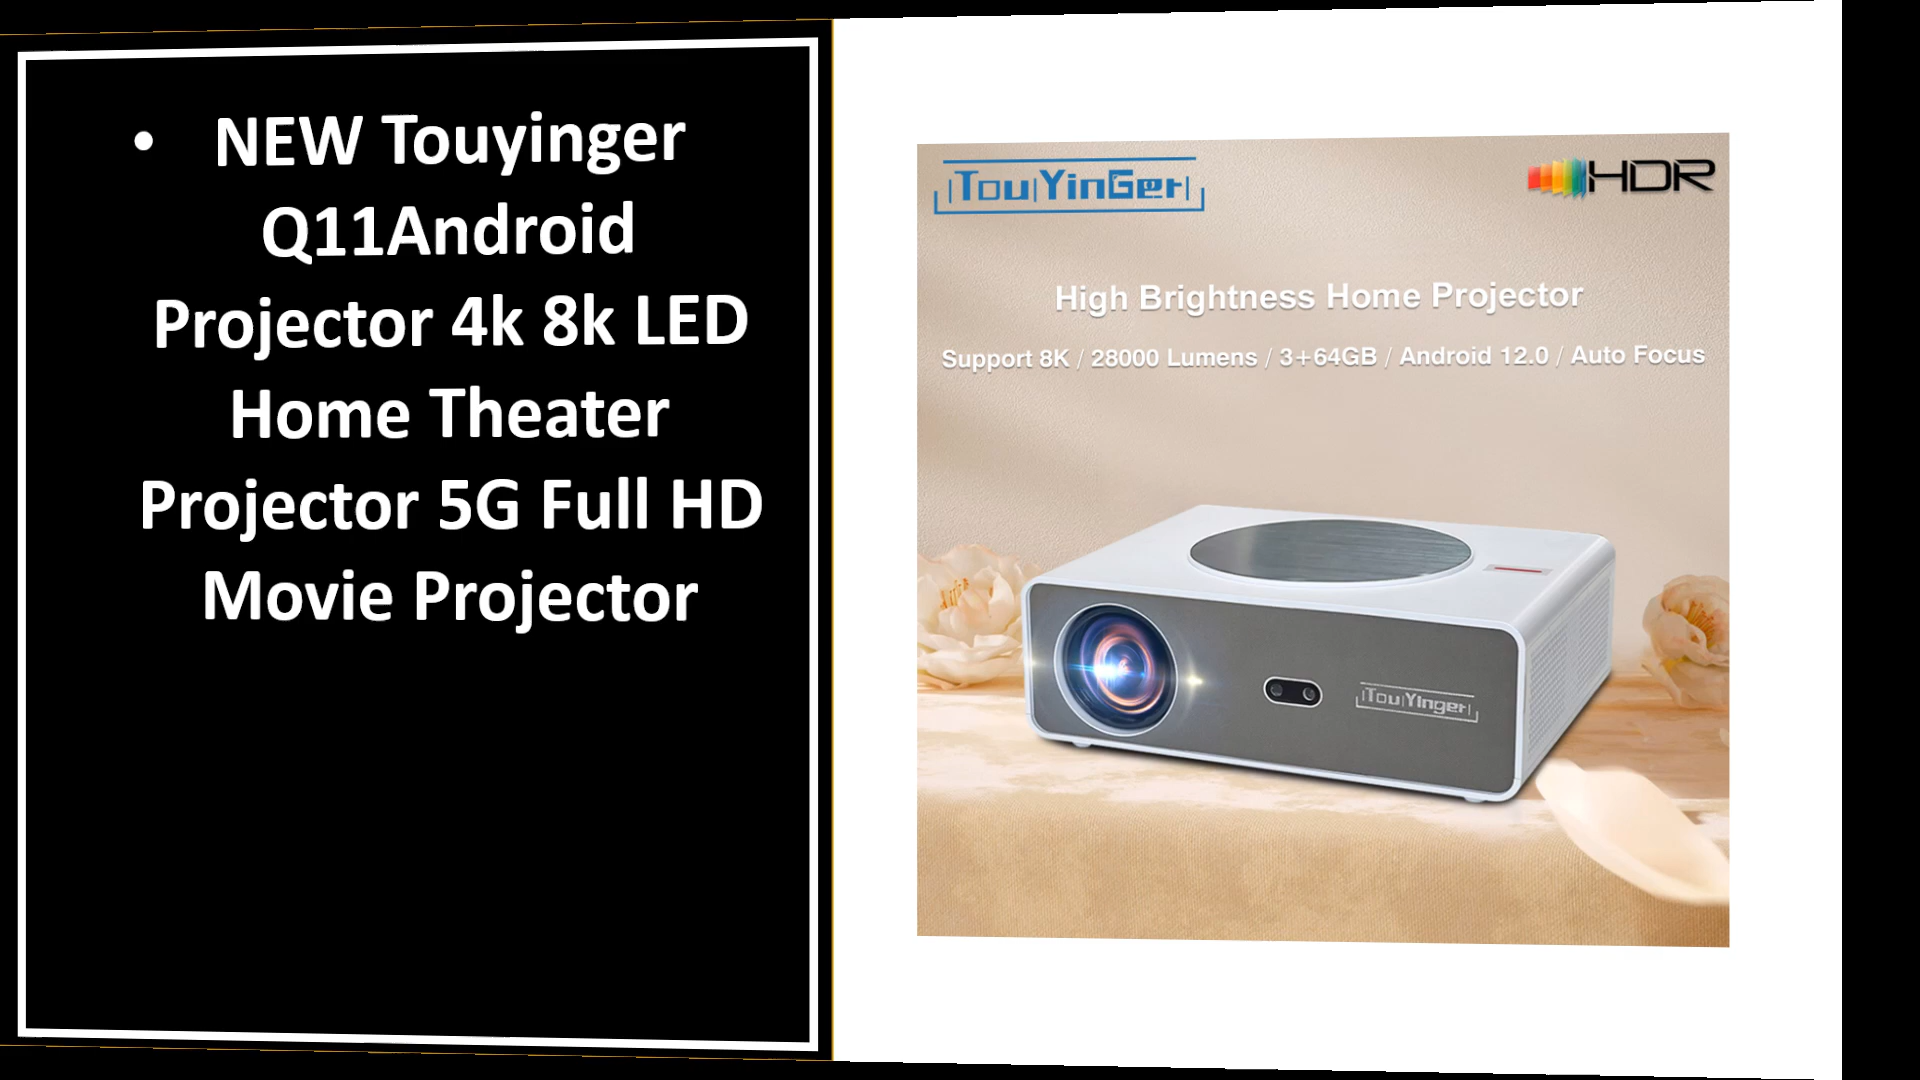 • NEW Touyinger
Q11Android
Projector 4k 8k LED
Home Theater
Projector 5G Full HD
Movie Projector
TouYinGer
HDR
High Brightness Home Projector
Support 8K / 28000 Lumens / 3+64GB / Android 12.0 / Auto Focus
TouYInger